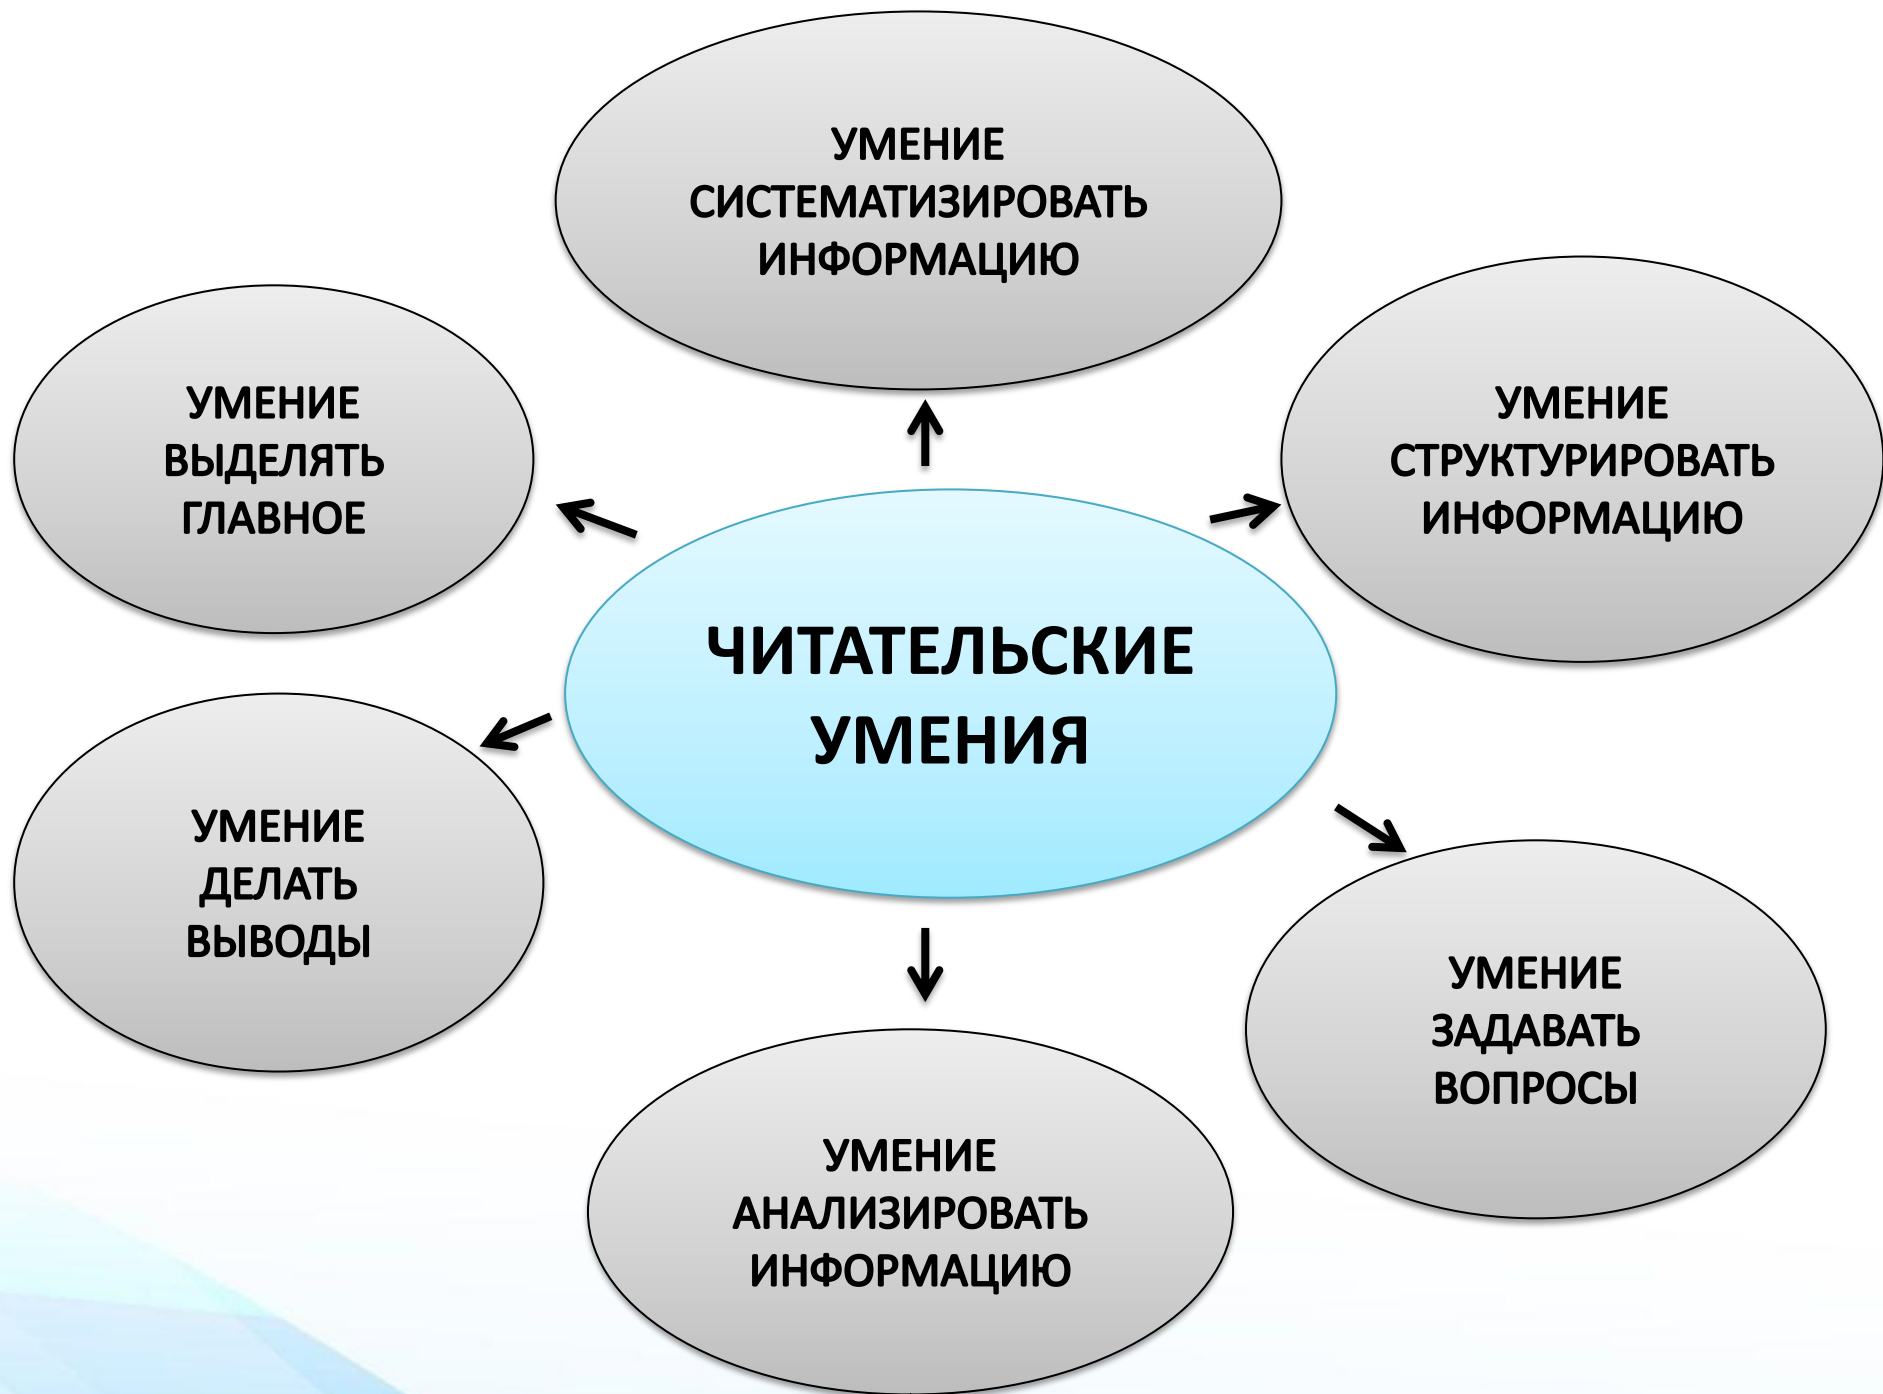 УМЕНИЕ
СИСТЕМАТИЗИРОВАТЬ
ИНФОРМАЦИЮ
УМЕНИЕ
ВЫДЕЛЯТЬ
ГЛАВНОЕ
УМЕНИЕ
СТРУКТУРИРОВАТЬ
ИНФОРМАЦИЮ
ЧИТАТЕЛЬСКИЕ
УМЕНИЯ
УМЕНИЕ
ДЕЛАТЬ
ВЫВОДЫ
УМЕНИЕ
ЗАДАВАТЬ
ВОПРОСЫ
УМЕНИЕ
АНАЛИЗИРОВАТЬ
ИНФОРМАЦИЮ